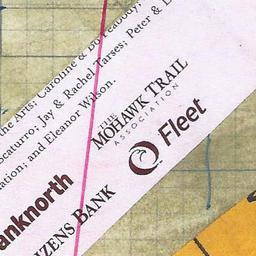 the Arts; Caroline & Bo Peabody;
ocaturro; Jay & Rachel Tarses; Peter &
ation; and Eleanor Wilson.
THE
MOHAWK TRAIL
ASSOCIATION
Fleet
anknorth
IZENS BANK